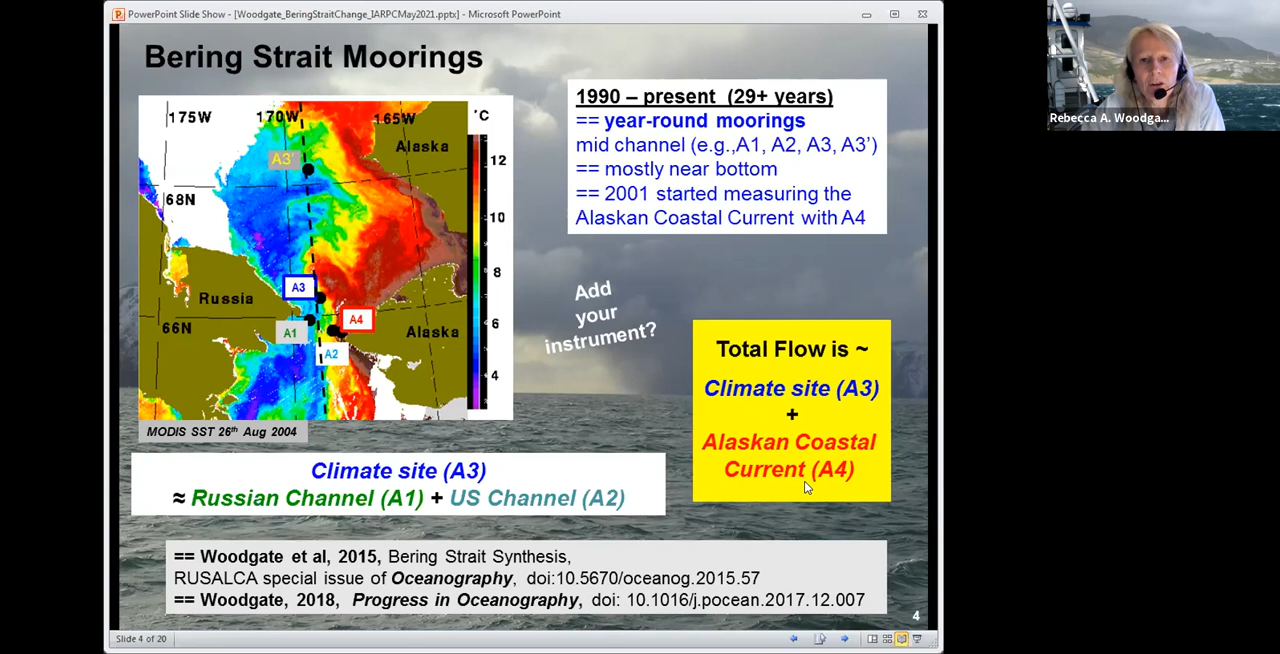 PowerPoint Slide Show - [Woodgate_BeringStraitChange_IARPCMay2021.pptx] - Microsoft PowerPoint
Bering Strait Moorings
175W
170W
165W
°C
Alaska
A3'
12
68N
10
8
A3
Russia
A4
66N
A1
Alaska
6
A2
4
MODIS SST 26th Aug 2004
1990 – present (29+ years)
== year-round moorings
mid channel (e.g.,A1, A2, A3, A3')
== mostly near bottom
== 2001 started measuring the
Alaskan Coastal Current with A4
Add
your
instrument?
Total Flow is ~
Climate site (A3)
+
Alaskan Coastal
Current (A4)
Climate site (A3)
≈ Russian Channel (A1) + US Channel (A2)
== Woodgate et al, 2015, Bering Strait Synthesis,
RUSALCA special issue of Oceanography, doi:10.5670/oceanog.2015.57
== Woodgate, 2018, Progress in Oceanography, doi: 10.1016/j.pocean.2017.12.007
4
Slide 4 of 20
Rebecca A. Woodga...